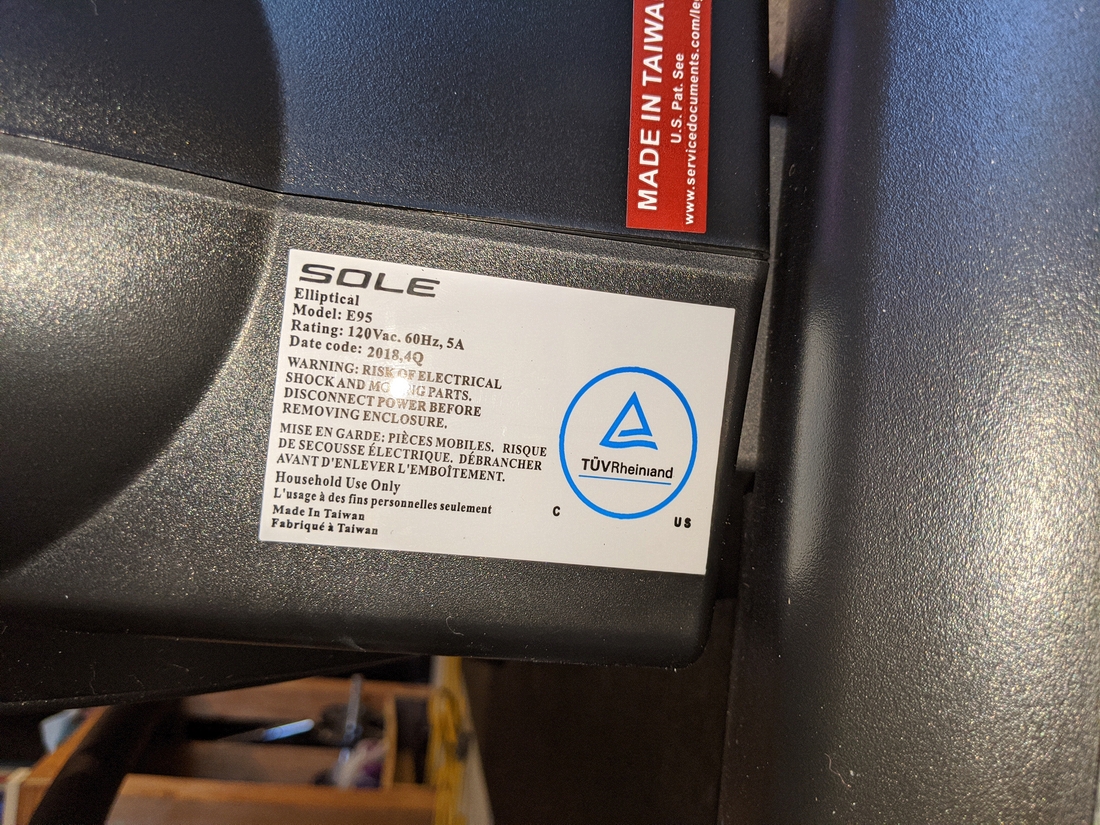 MADE IN TAIWA
U.S. Pat. See
www.servicedocuments.com/leg
SOLE
Elliptical
Model: E95
Rating: 120Vac. 60Hz, 5A
Date code: 2018,4Q
WARNING: RISK OF ELECTRICAL
SHOCK AND MOVING PARTS.
DISCONNECT POWER BEFORE
REMOVING ENCLOSURE.
MISE EN GARDE: PIÈCES MOBILES, RISQUE
DE SECOUSSE ÉLECTRIQUE. DÉBRANCHER
AVANT D'ENLEVER L'EMBOÎTEMENT.
Household Use Only
L'usage à des fins personnelles seulement
Made In Taiwan
Fabriqué à Taiwan
TÜVRheinland
C US